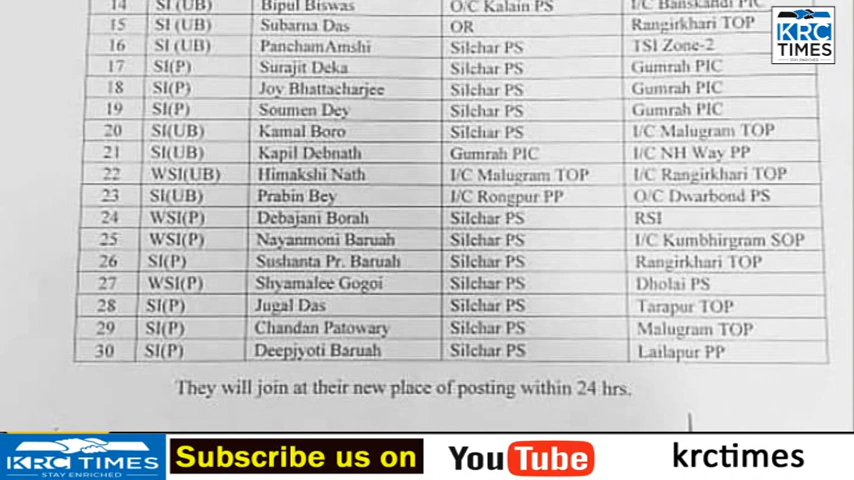 14 SI (UB) Bipul Biswas O/C Kalain PS I/C Banskandi PIC
15 SI (UB) Subarna Das OR Rangirkhari TOP
16 SI (UB) PanchamAmshi Silchar PS TSI Zone-2
17 SI(P) Surajit Deka Silchar PS Gumrah PIC
18 SI(P) Joy Bhattacharjee Silchar PS Gumrah PIC
19 SI(P) Soumen Dey Silchar PS Gumrah PIC
20 SI(UB) Kamal Boro Silchar PS I/C Malugram TOP
21 SI(UB) Kapil Debnath Gumrah PIC I/C NH Way PP
22 WSI(UB) Himakshi Nath I/C Malugram TOP I/C Rangirkhari TOP
23 SI(UB) Prabin Bey I/C Rongpur PP O/C Dwarbond PS
24 WSI(P) Debajani Borah Silchar PS RSI
25 WSI(P) Nayanmoni Baruah Silchar PS I/C Kumbhirgram SOP
26 SI(P) Sushanta Pr. Baruah Silchar PS Rangirkhari TOP
27 WSI(P) Shyamalee Gogoi Silchar PS Dholai PS
28 SI(P) Jugal Das Silchar PS Tarapur TOP
29 SI(P) Chandan Patowary Silchar PS Malugram TOP
30 SI(P) Deepjyoti Baruah Silchar PS Lailapur PP
They will join at their new place of posting within 24 hrs.
KRC
TIMES
KRC TIMES
STAY ENRICHED
Subscribe us on
YouTube
krctimes